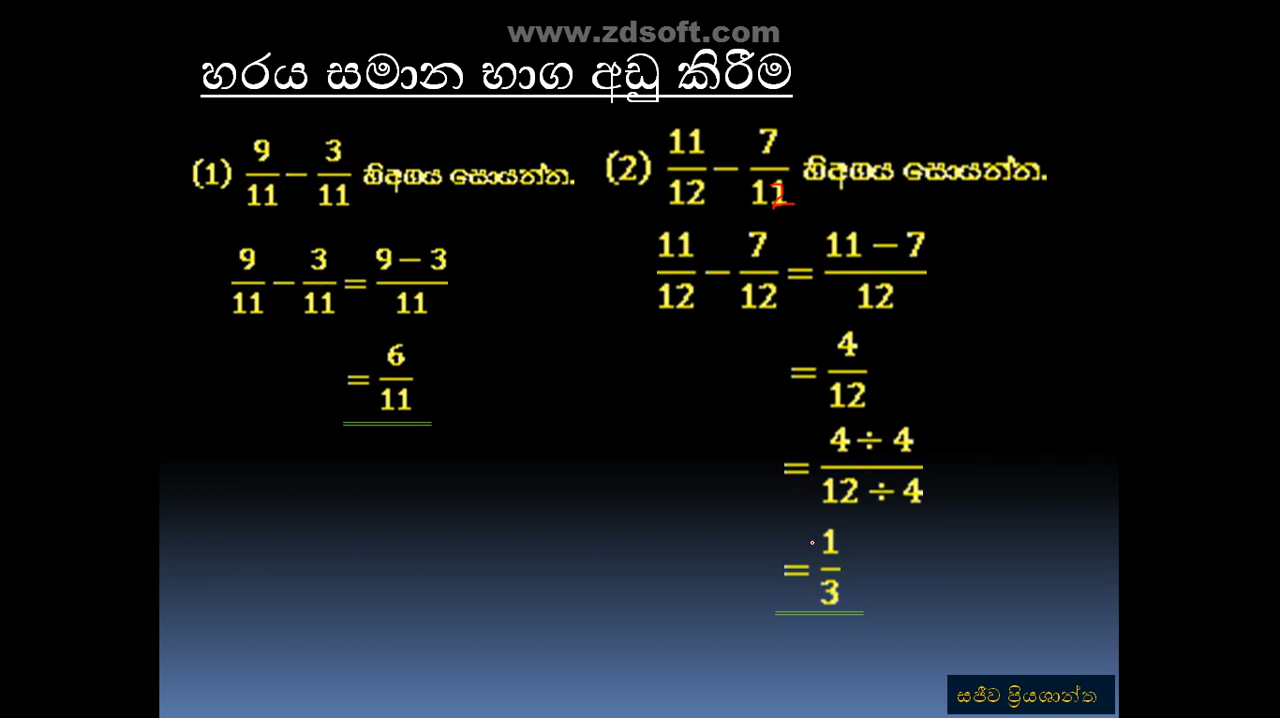 www.zdsoft.com
හරය සමාන භාග අඩු කිරීම
(1) 9/11 − 3/11 හිඅගය සොයන්න.
9/11 − 3/11 = (9 − 3)/11
= 6/11
(2) 11/12 − 7/12 හිඅගය සොයන්න.
11/12 − 7/12 = (11 − 7)/12
= 4/12
= (4 ÷ 4)/(12 ÷ 4)
= 1/3
සජීව ප්‍රියශාන්ත